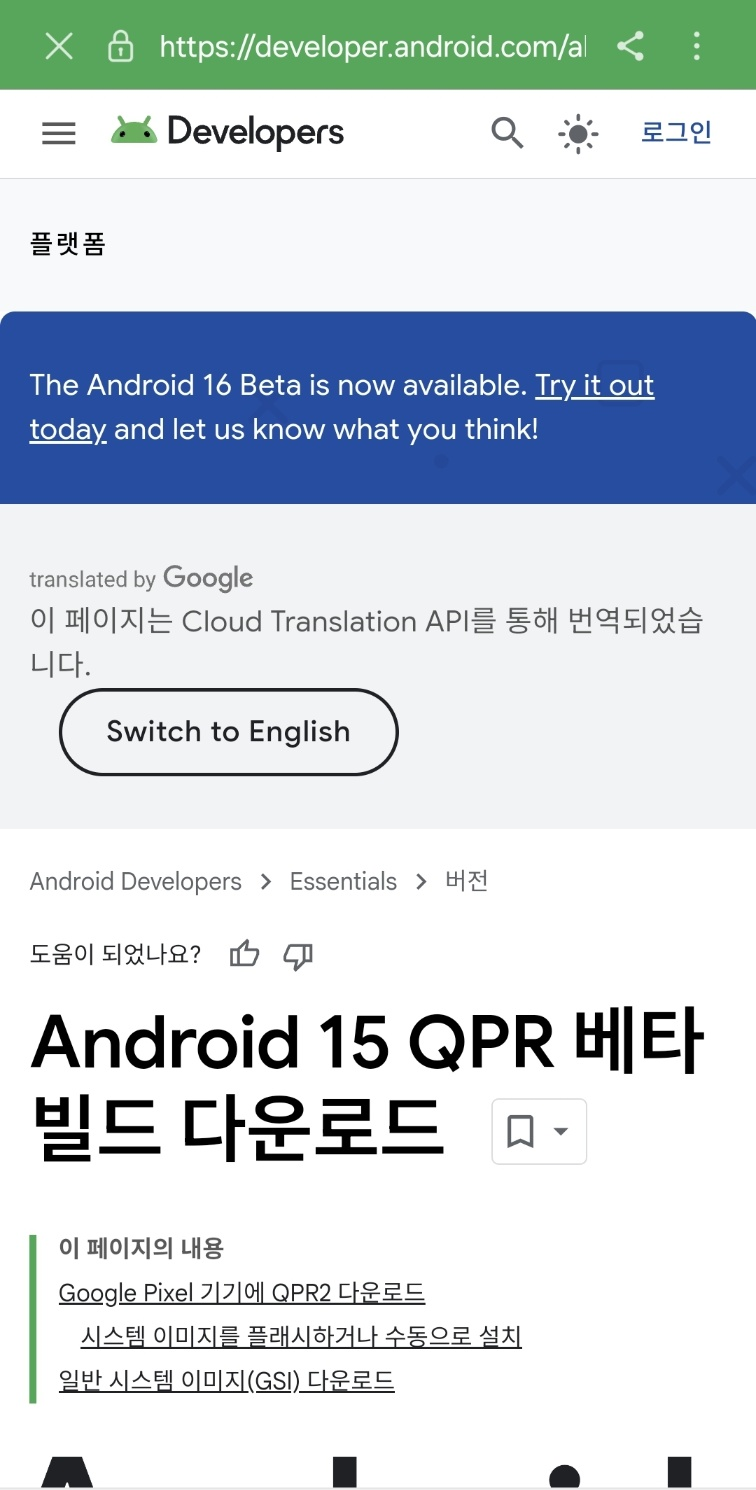 https://developer.android.com/a
Developers
로그인
플랫폼
The Android 16 Beta is now available. Try it out
today and let us know what you think!
translated by Google
이 페이지는 Cloud Translation API를 통해 번역되었습
니다.
Switch to English
Android Developers > Essentials > 버전
도움이 되었나요?
Android 15 QPR 베타
빌드 다운로드
이 페이지의 내용
Google Pixel 기기에 QPR2 다운로드
시스템 이미지를 플래시하거나 수동으로 설치
일반 시스템 이미지(GSI) 다운로드